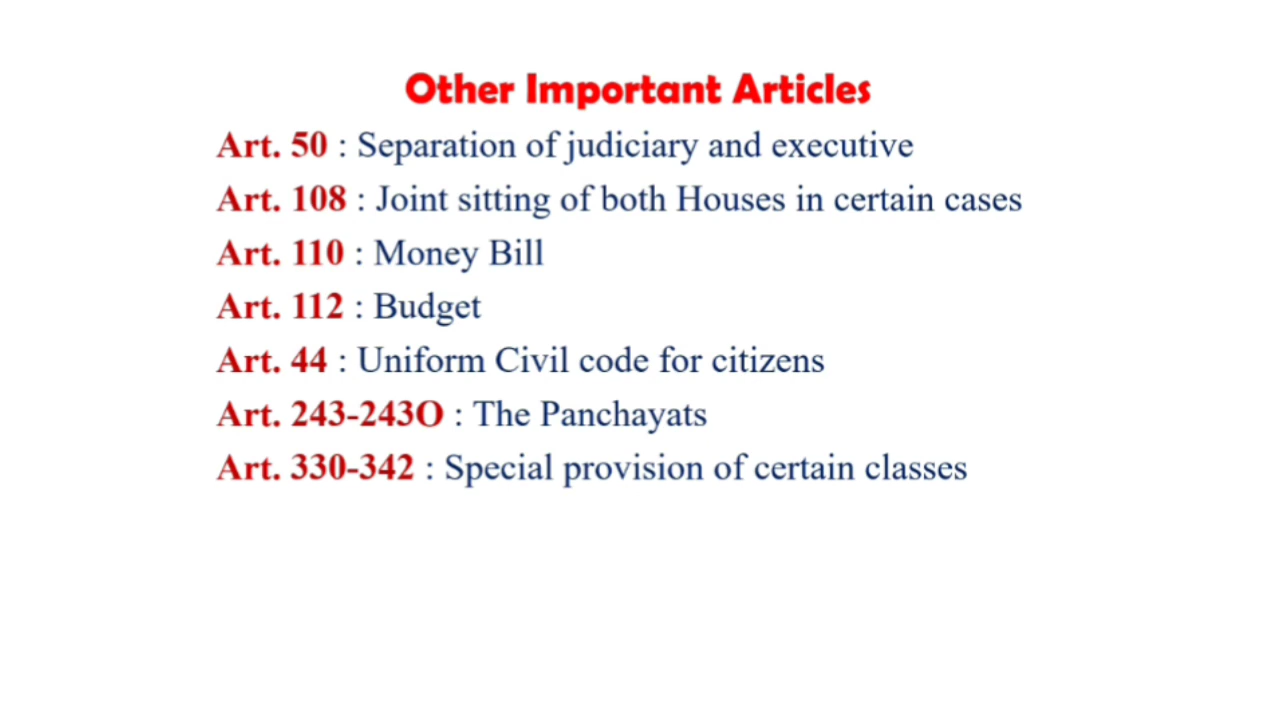 Other Important Articles
Art. 50 : Separation of judiciary and executive
Art. 108 : Joint sitting of both Houses in certain cases
Art. 110 : Money Bill
Art. 112 : Budget
Art. 44 : Uniform Civil code for citizens
Art. 243-243O : The Panchayats
Art. 330-342 : Special provision of certain classes